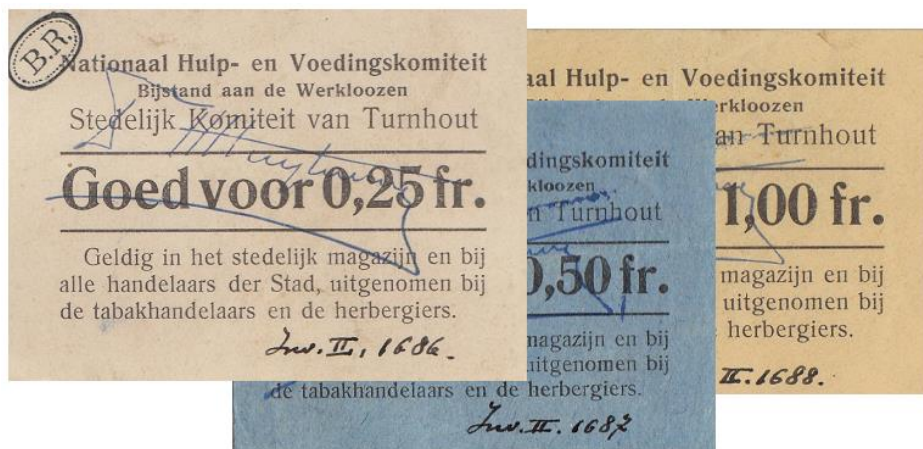 B.R.
Nationaal Hulp- en Voedingskomiteit
Bijstand aan de Werkloozen
Stedelijk Komiteit van Turnhout
Goed voor 0,25 fr.
Geldig in het stedelijk magazijn en bij
alle handelaars der Stad, uitgenomen bij
de tabakhandelaars en de herbergiers.
Inv. II, 1686.
dingskomiteit
kloozen
n Turnhout
0,50 fr.
magazijn en bij
uitgenomen bij
de tabakhandelaars en de herbergiers.
Inv. II. 1687
aal Hulp- en Voedingskomiteit
erkloozen
an Turnhout
1,00 fr.
magazijn en bij
uitgenomen bij
e herbergiers.
II. 1688.